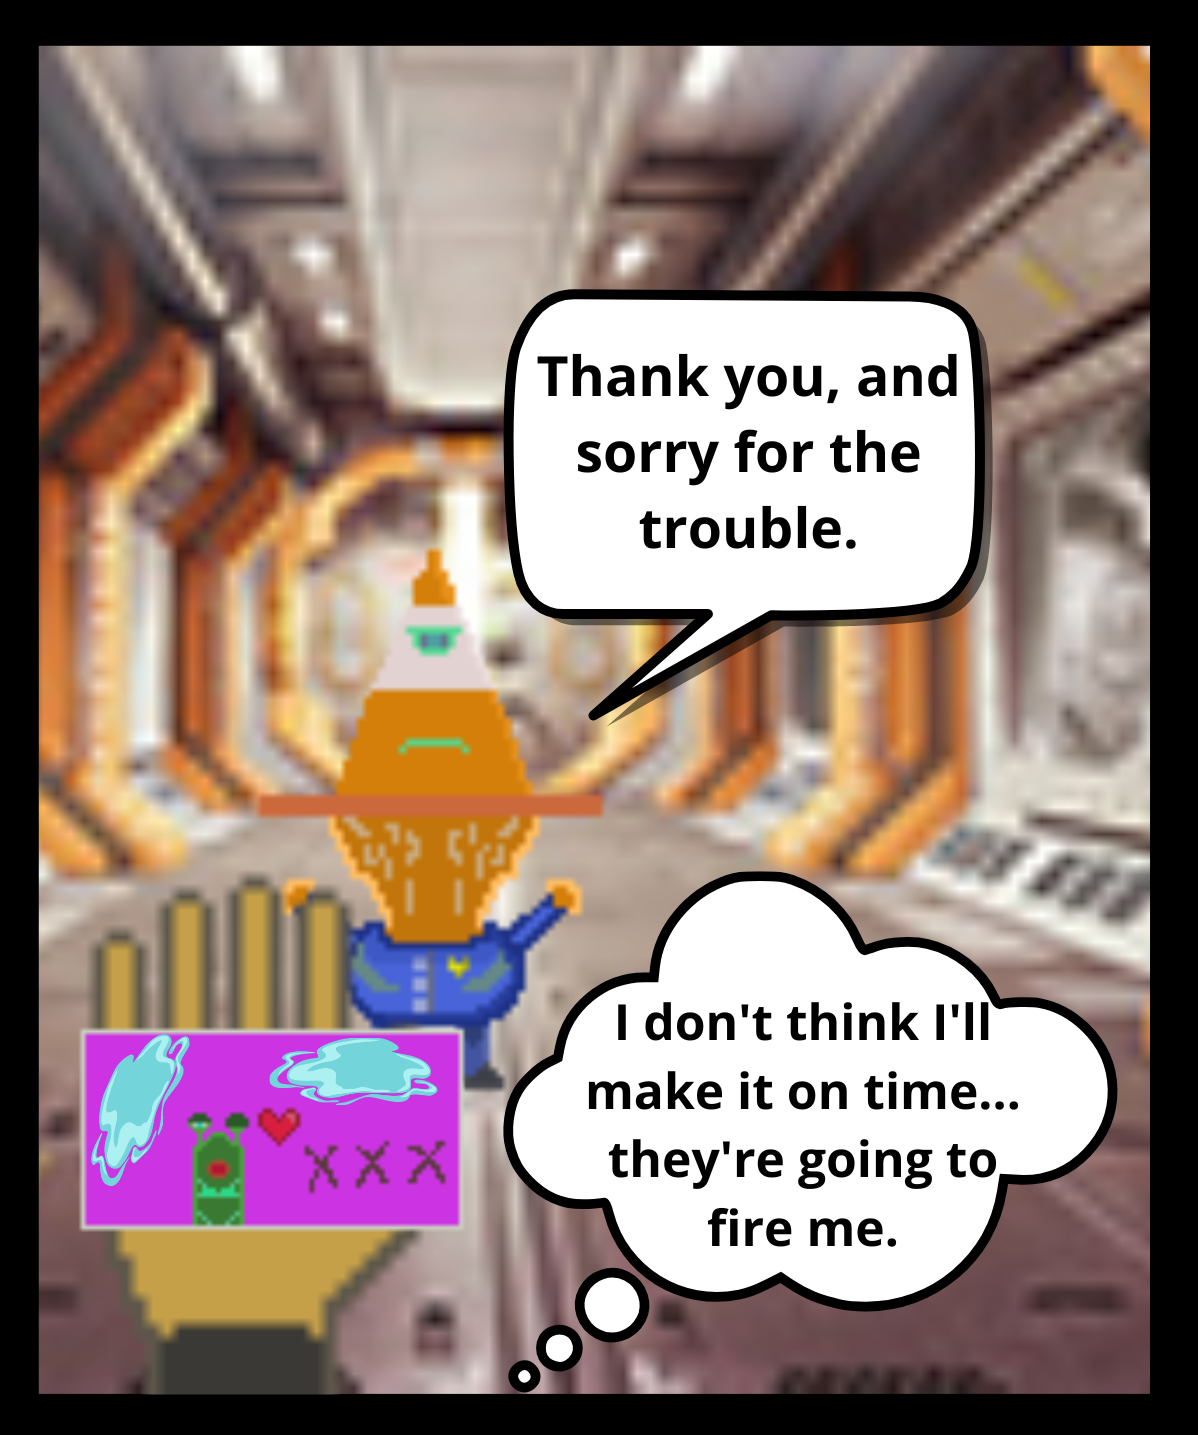 Thank you, and
sorry for the
trouble.
I don't think I'll
make it on time...
they're going to
fire me.
XXX